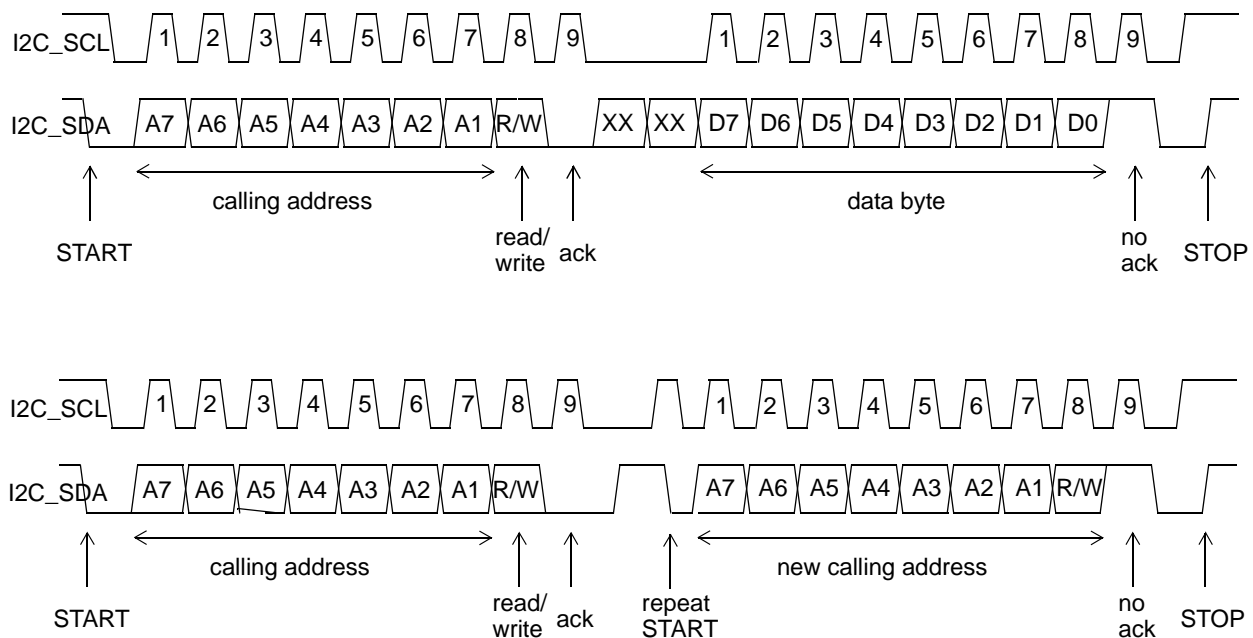 I2C_SCL 1 2 3 4 5 6 7 8 9 1 2 3 4 5 6 7 8 9
I2C_SDA A7 A6 A5 A4 A3 A2 A1 R/W XX XX D7 D6 D5 D4 D3 D2 D1 D0
calling address data byte
START read/ ack no STOP
write ack
I2C_SCL 1 2 3 4 5 6 7 8 9 1 2 3 4 5 6 7 8 9
I2C_SDA A7 A6 A5 A4 A3 A2 A1 R/W A7 A6 A5 A4 A3 A2 A1 R/W
calling address new calling address
START read/ ack repeat no STOP
write START ack